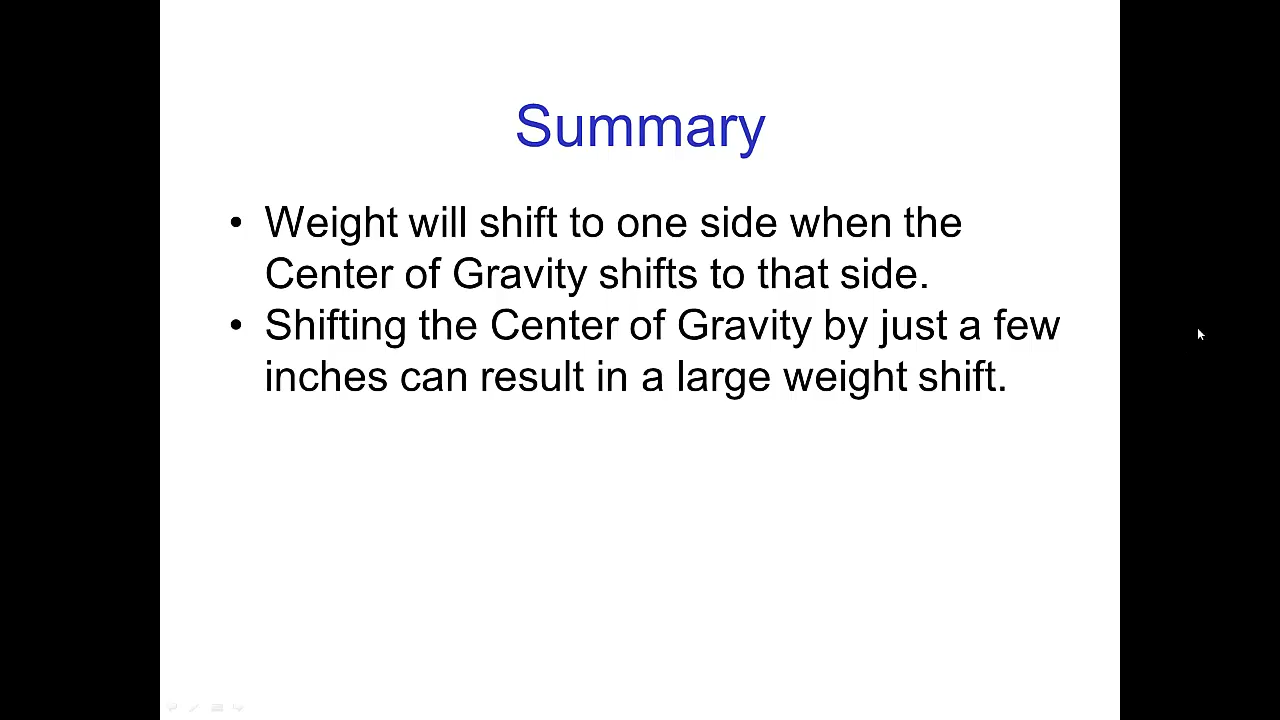 Summary
• Weight will shift to one side when the
Center of Gravity shifts to that side.
• Shifting the Center of Gravity by just a few
inches can result in a large weight shift.